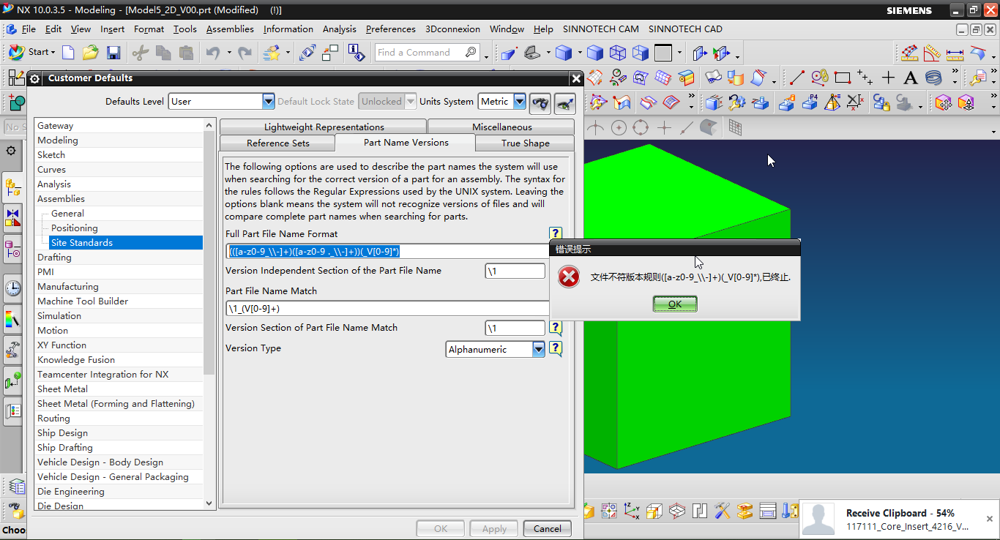 NX 10.0.3.5 - Modeling - [Model5_2D_V00.prt (Modified) (!)]
SIEMENS
File Edit View Insert Format Tools Assemblies Information Analysis Preferences 3Dconnexion Window Help SINNOTECH CAM SINNOTECH CAD
Start
Find a Command
Customer Defaults
Defaults Level User Default Lock State Unlocked Units System Metric
No S
Gateway
Modeling
Sketch
Curves
Analysis
Assemblies
General
Positioning
Site Standards
Drafting
PMI
Manufacturing
Machine Tool Builder
Simulation
Motion
XY Function
Knowledge Fusion
Teamcenter Integration for NX
Sheet Metal
Sheet Metal (Forming and Flattening)
Routing
Ship Design
Ship Drafting
Vehicle Design - Body Design
Vehicle Design - General Packaging
Die Engineering
Die Design
Lightweight Representations Miscellaneous
Reference Sets Part Name Versions True Shape
The following options are used to describe the part names the system will use
when searching for the correct version of a part for an assembly. The syntax for
the rules follows the Regular Expressions used by the UNIX system. Leaving the
options blank means the system will not recognize versions of files and will
compare complete part names when searching for parts.
Full Part File Name Format
(([a-z0-9_\\-]+)([a-z0-9 ._\\-]+))(_V[0-9]*)
Version Independent Section of the Part File Name \1
Part File Name Match
\1_(V[0-9]+)
Version Section of Part File Name Match \1
Version Type Alphanumeric
错误提示
文件不符版本规则([a-z0-9_\\-]+)(_V[0-9]*),已终止.
OK
OK Apply Cancel
Choo
Receive Clipboard - 54%
117111_Core_Insert_4216_V...